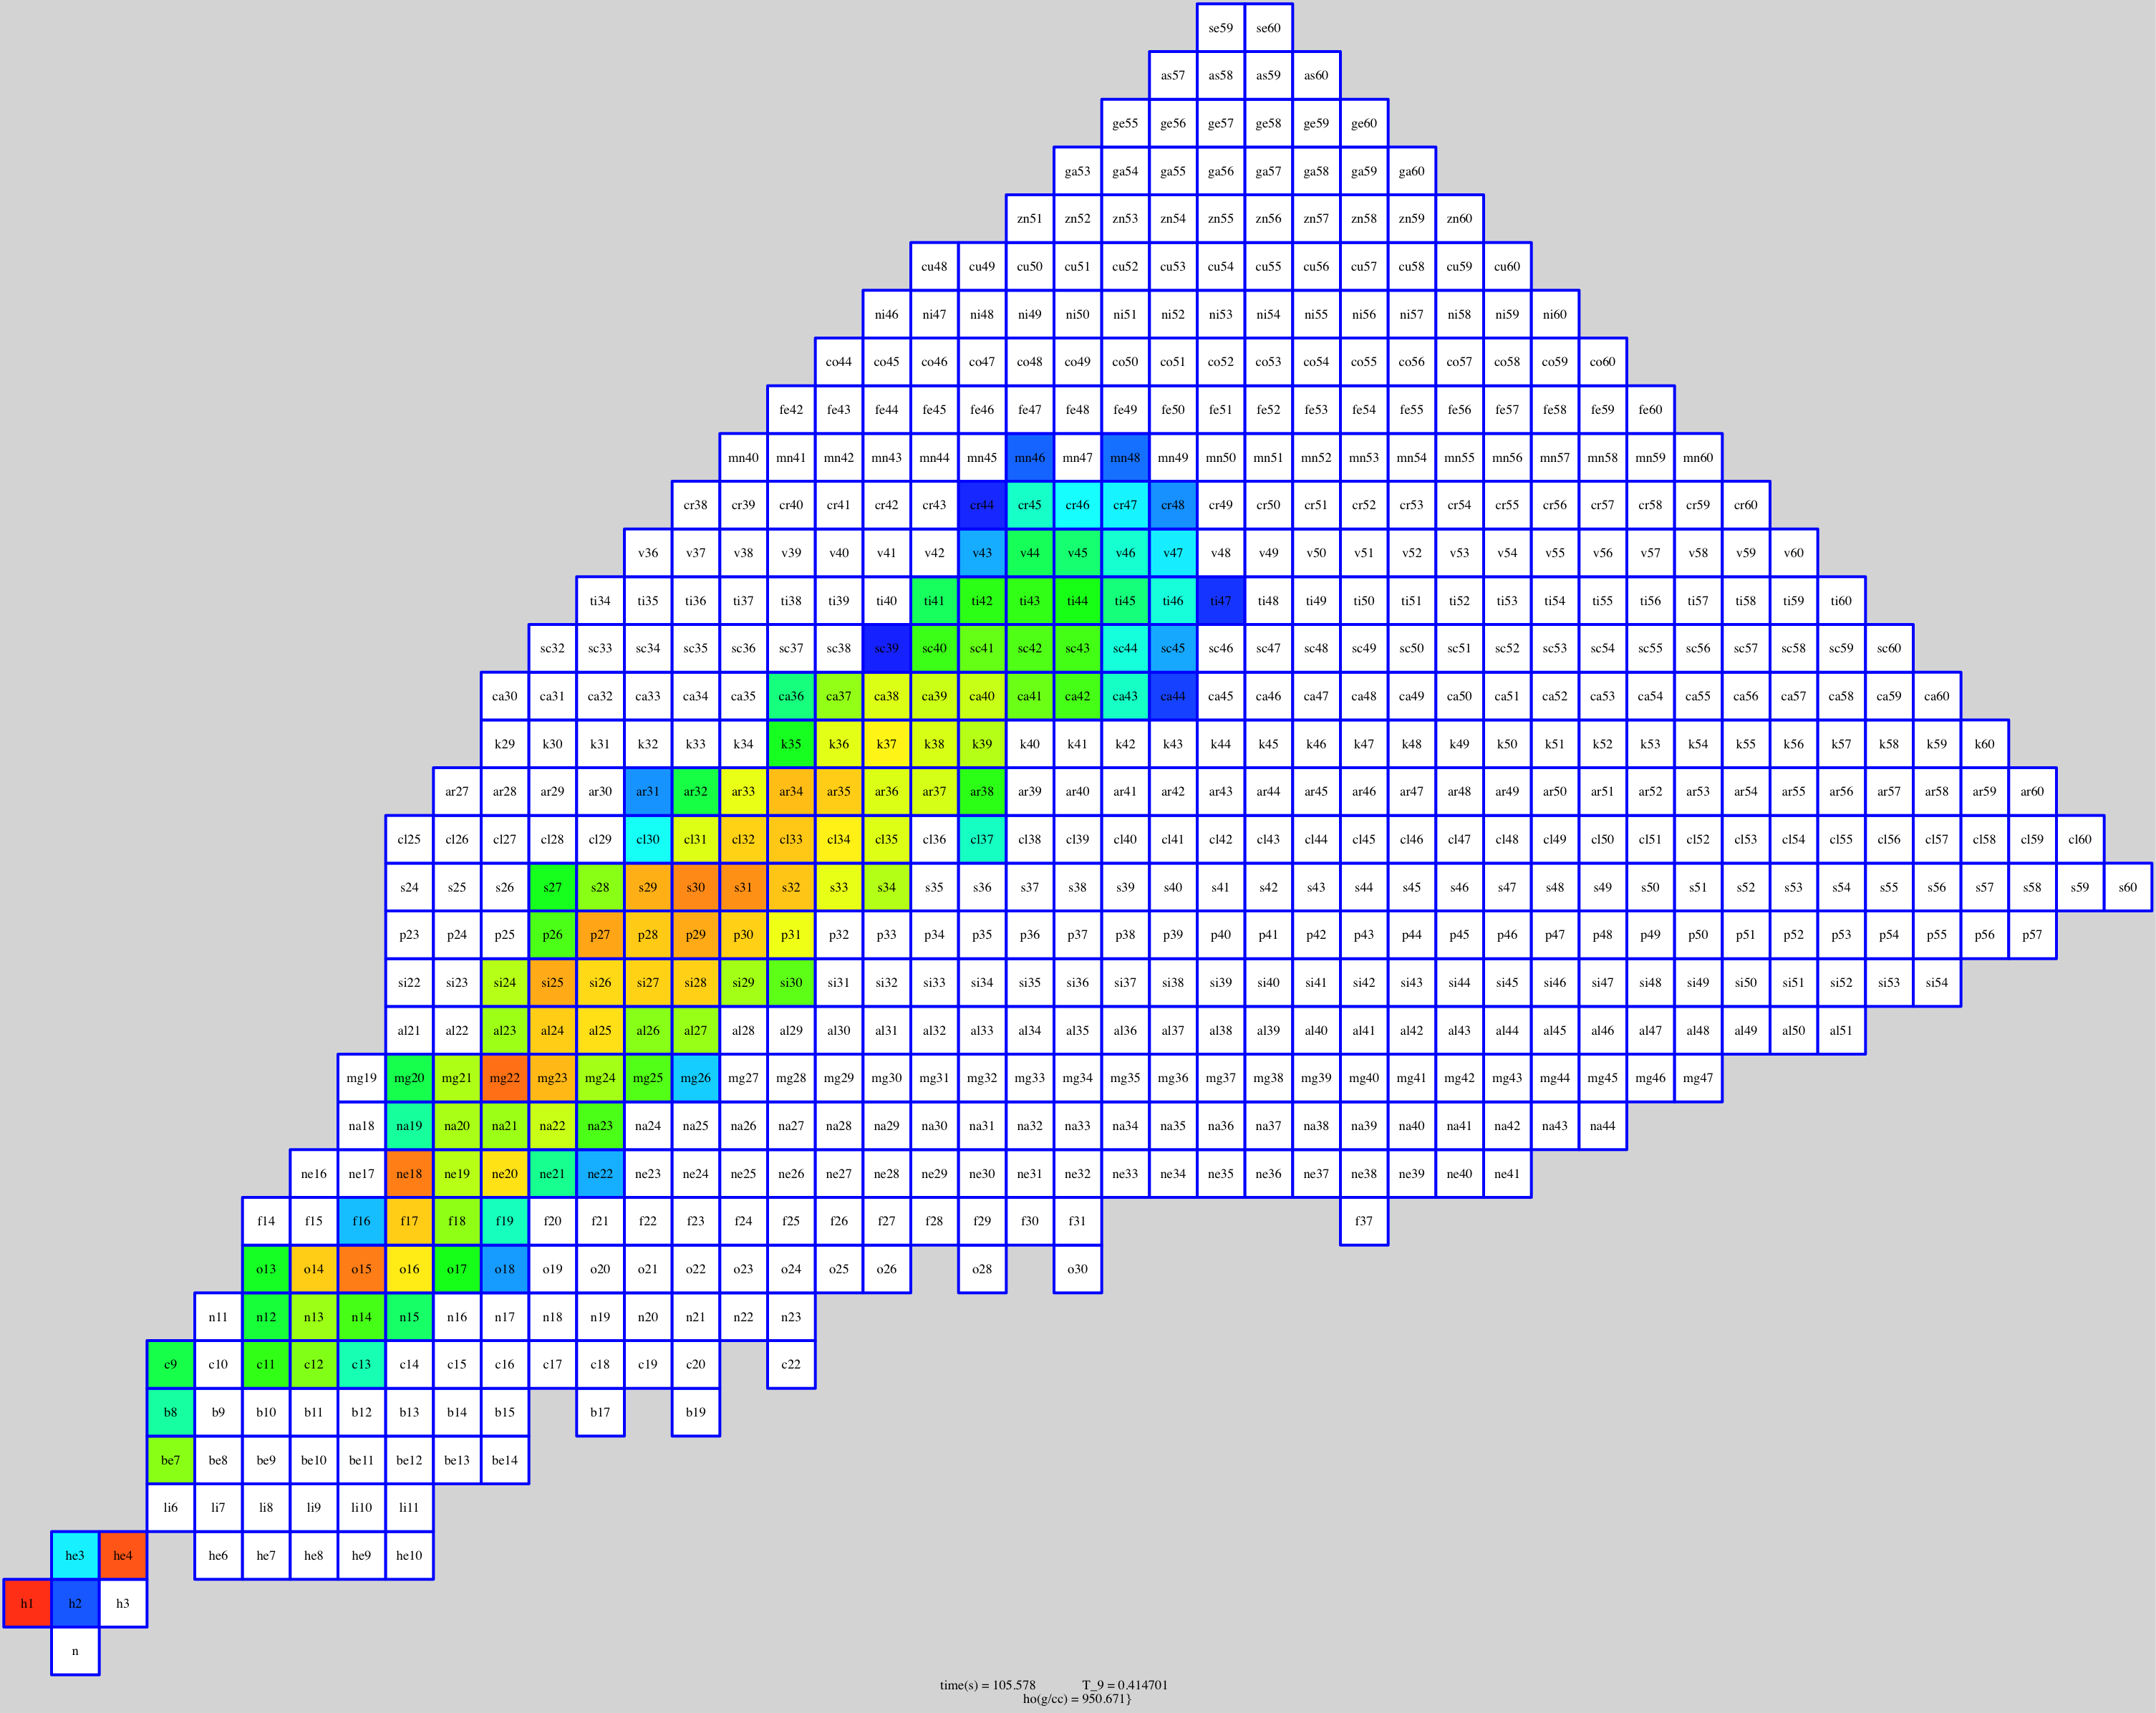 se59 se60
as57 as58 as59 as60
ge55 ge56 ge57 ge58 ge59 ge60
ga53 ga54 ga55 ga56 ga57 ga58 ga59 ga60
zn51 zn52 zn53 zn54 zn55 zn56 zn57 zn58 zn59 zn60
cu48 cu49 cu50 cu51 cu52 cu53 cu54 cu55 cu56 cu57 cu58 cu59 cu60
ni46 ni47 ni48 ni49 ni50 ni51 ni52 ni53 ni54 ni55 ni56 ni57 ni58 ni59 ni60
co44 co45 co46 co47 co48 co49 co50 co51 co52 co53 co54 co55 co56 co57 co58 co59 co60
fe42 fe43 fe44 fe45 fe46 fe47 fe48 fe49 fe50 fe51 fe52 fe53 fe54 fe55 fe56 fe57 fe58 fe59 fe60
mn40 mn41 mn42 mn43 mn44 mn45 mn46 mn47 mn48 mn49 mn50 mn51 mn52 mn53 mn54 mn55 mn56 mn57 mn58 mn59 mn60
cr38 cr39 cr40 cr41 cr42 cr43 cr44 cr45 cr46 cr47 cr48 cr49 cr50 cr51 cr52 cr53 cr54 cr55 cr56 cr57 cr58 cr59 cr60
v36 v37 v38 v39 v40 v41 v42 v43 v44 v45 v46 v47 v48 v49 v50 v51 v52 v53 v54 v55 v56 v57 v58 v59 v60
ti34 ti35 ti36 ti37 ti38 ti39 ti40 ti41 ti42 ti43 ti44 ti45 ti46 ti47 ti48 ti49 ti50 ti51 ti52 ti53 ti54 ti55 ti56 ti57 ti58 ti59 ti60
sc32 sc33 sc34 sc35 sc36 sc37 sc38 sc39 sc40 sc41 sc42 sc43 sc44 sc45 sc46 sc47 sc48 sc49 sc50 sc51 sc52 sc53 sc54 sc55 sc56 sc57 sc58 sc59 sc60
ca30 ca31 ca32 ca33 ca34 ca35 ca36 ca37 ca38 ca39 ca40 ca41 ca42 ca43 ca44 ca45 ca46 ca47 ca48 ca49 ca50 ca51 ca52 ca53 ca54 ca55 ca56 ca57 ca58 ca59 ca60
k29 k30 k31 k32 k33 k34 k35 k36 k37 k38 k39 k40 k41 k42 k43 k44 k45 k46 k47 k48 k49 k50 k51 k52 k53 k54 k55 k56 k57 k58 k59 k60
ar27 ar28 ar29 ar30 ar31 ar32 ar33 ar34 ar35 ar36 ar37 ar38 ar39 ar40 ar41 ar42 ar43 ar44 ar45 ar46 ar47 ar48 ar49 ar50 ar51 ar52 ar53 ar54 ar55 ar56 ar57 ar58 ar59 ar60
cl25 cl26 cl27 cl28 cl29 cl30 cl31 cl32 cl33 cl34 cl35 cl36 cl37 cl38 cl39 cl40 cl41 cl42 cl43 cl44 cl45 cl46 cl47 cl48 cl49 cl50 cl51 cl52 cl53 cl54 cl55 cl56 cl57 cl58 cl59 cl60
s24 s25 s26 s27 s28 s29 s30 s31 s32 s33 s34 s35 s36 s37 s38 s39 s40 s41 s42 s43 s44 s45 s46 s47 s48 s49 s50 s51 s52 s53 s54 s55 s56 s57 s58 s59 s60
p23 p24 p25 p26 p27 p28 p29 p30 p31 p32 p33 p34 p35 p36 p37 p38 p39 p40 p41 p42 p43 p44 p45 p46 p47 p48 p49 p50 p51 p52 p53 p54 p55 p56 p57
si22 si23 si24 si25 si26 si27 si28 si29 si30 si31 si32 si33 si34 si35 si36 si37 si38 si39 si40 si41 si42 si43 si44 si45 si46 si47 si48 si49 si50 si51 si52 si53 si54
al21 al22 al23 al24 al25 al26 al27 al28 al29 al30 al31 al32 al33 al34 al35 al36 al37 al38 al39 al40 al41 al42 al43 al44 al45 al46 al47 al48 al49 al50 al51
mg19 mg20 mg21 mg22 mg23 mg24 mg25 mg26 mg27 mg28 mg29 mg30 mg31 mg32 mg33 mg34 mg35 mg36 mg37 mg38 mg39 mg40 mg41 mg42 mg43 mg44 mg45 mg46 mg47
na18 na19 na20 na21 na22 na23 na24 na25 na26 na27 na28 na29 na30 na31 na32 na33 na34 na35 na36 na37 na38 na39 na40 na41 na42 na43 na44
ne16 ne17 ne18 ne19 ne20 ne21 ne22 ne23 ne24 ne25 ne26 ne27 ne28 ne29 ne30 ne31 ne32 ne33 ne34 ne35 ne36 ne37 ne38 ne39 ne40 ne41
f14 f15 f16 f17 f18 f19 f20 f21 f22 f23 f24 f25 f26 f27 f28 f29 f30 f31 f37
o13 o14 o15 o16 o17 o18 o19 o20 o21 o22 o23 o24 o25 o26 o28 o30
n11 n12 n13 n14 n15 n16 n17 n18 n19 n20 n21 n22 n23
c9 c10 c11 c12 c13 c14 c15 c16 c17 c18 c19 c20 c22
b8 b9 b10 b11 b12 b13 b14 b15 b17 b19
be7 be8 be9 be10 be11 be12 be13 be14
li6 li7 li8 li9 li10 li11
he3 he4 he6 he7 he8 he9 he10
h1 h2 h3
n
time(s) = 105.578 T_9 = 0.414701
ho(g/cc) = 950.671}